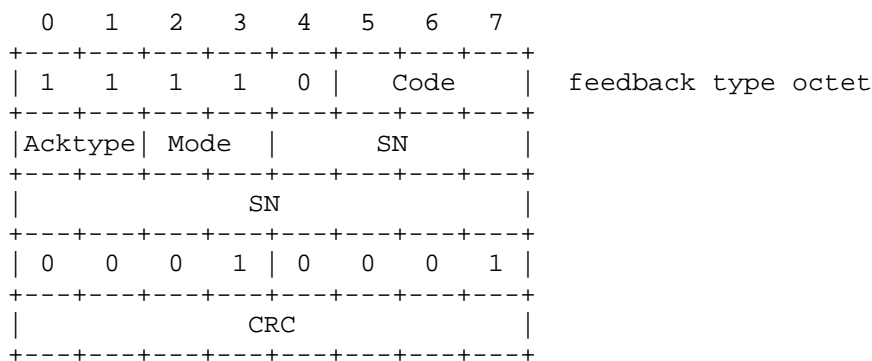 0   1   2   3   4   5   6   7
+---+---+---+---+---+---+---+---+
| 1   1   1   1   0 |   Code    |  feedback type octet
+---+---+---+---+---+---+---+---+
|Acktype| Mode  |      SN       |
+---+---+---+---+---+---+---+---+
|              SN               |
+---+---+---+---+---+---+---+---+
| 0   0   0   1 | 0   0   0   1 |
+---+---+---+---+---+---+---+---+
|              CRC              |
+---+---+---+---+---+---+---+---+